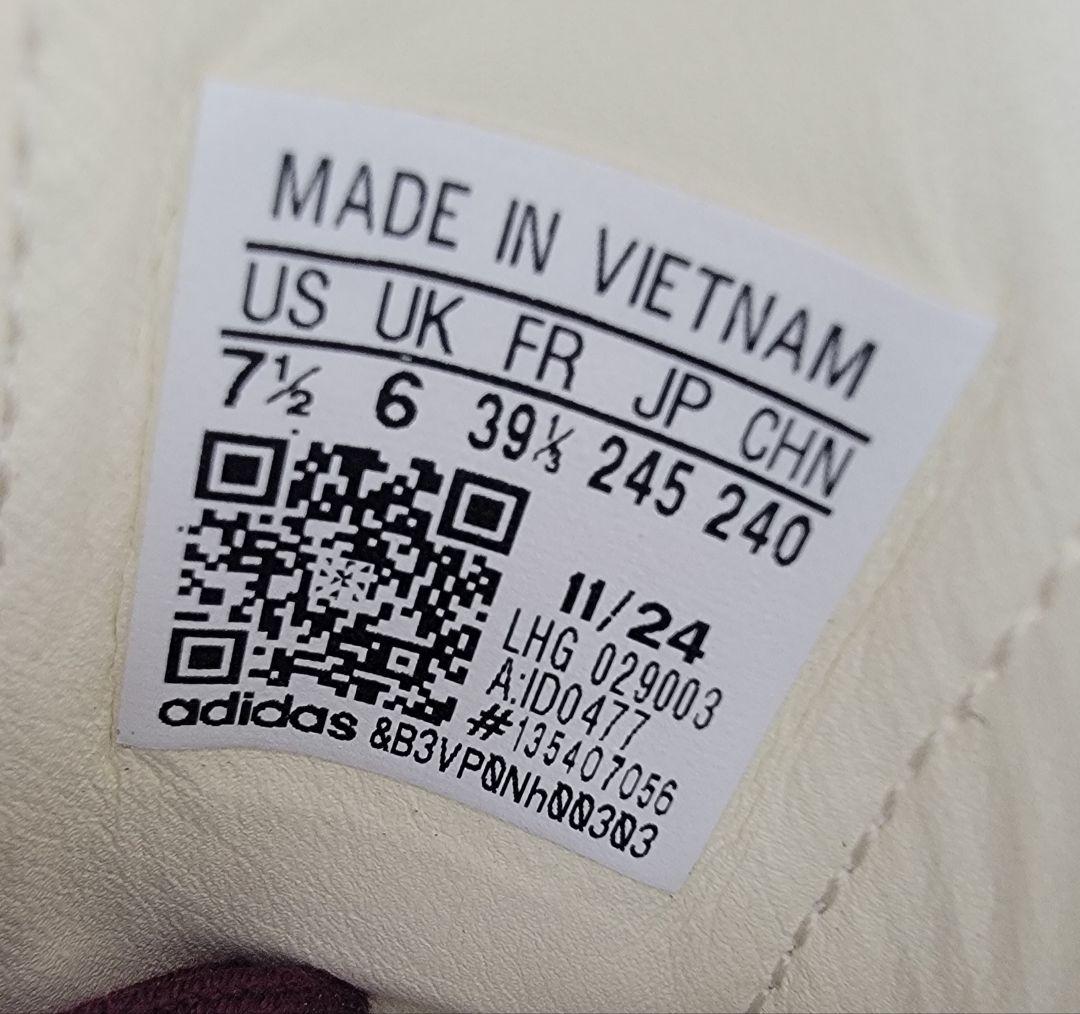 MADE IN VIETNAM
US UK FR JP CHN
7½ 6 39⅓ 245 240
11/24
LHG 029003
A:ID0477
#135407056
adidas &B3VP0Nh00303